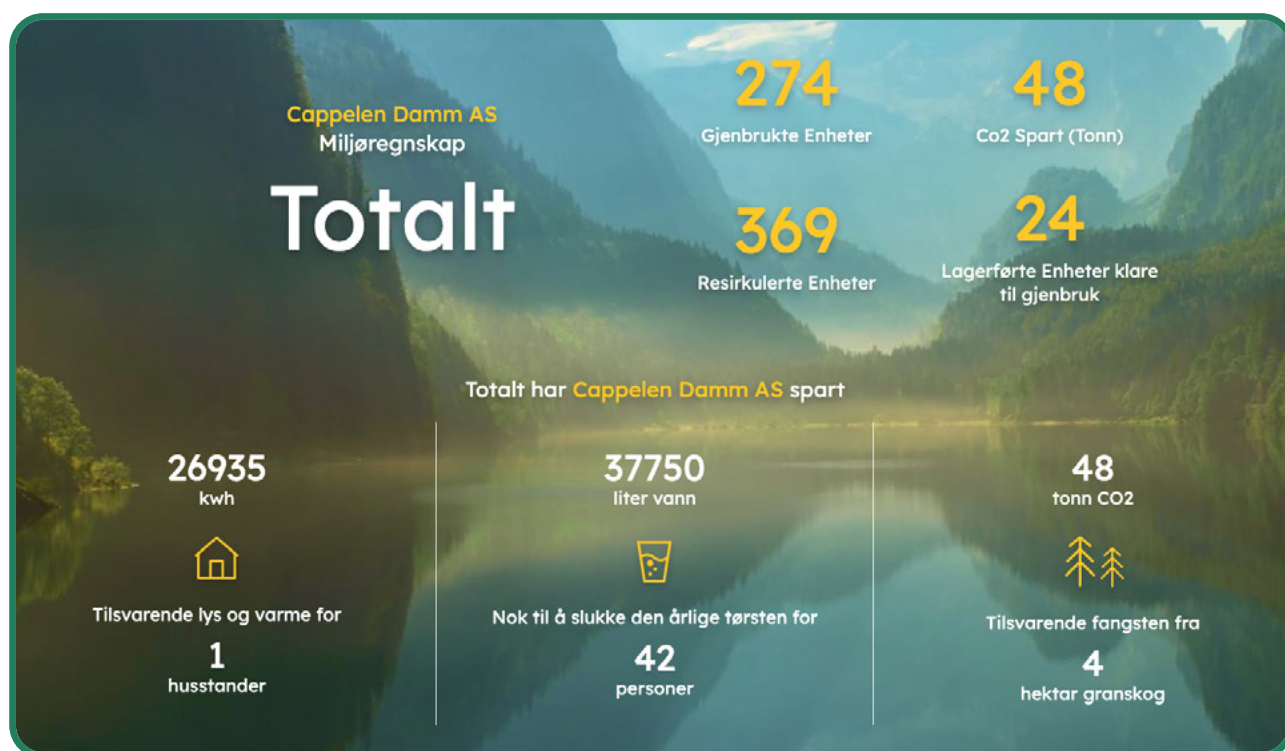 Cappelen Damm AS
Miljøregnskap
Totalt
274
Gjenbrukte Enheter
48
Co2 Spart (Tonn)
369
Resirkulerte Enheter
24
Lagerførte Enheter klare
til gjenbruk
Totalt har Cappelen Damm AS spart
26935
kwh
Tilsvarende lys og varme for
1
husstander
37750
liter vann
Nok til å slukke den årlige tørsten for
42
personer
48
tonn CO2
Tilsvarende fangsten fra
4
hektar granskog